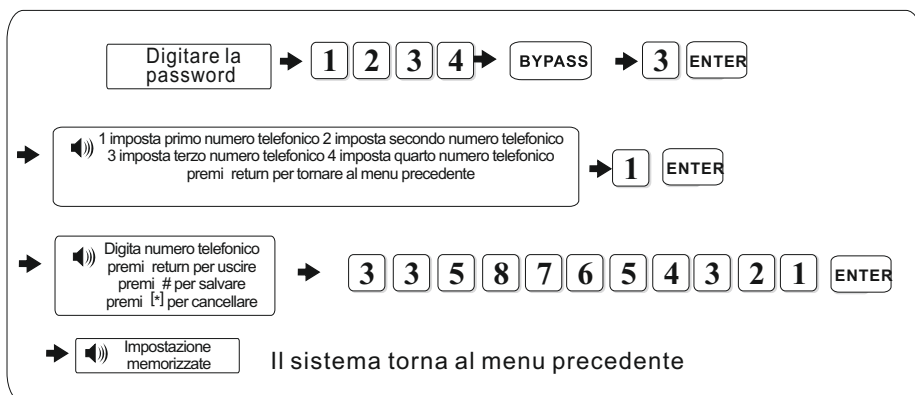 Digitare la password 1 2 3 4 BYPASS 3 ENTER
1 imposta primo numero telefonico 2 imposta secondo numero telefonico
3 imposta terzo numero telefonico 4 imposta quarto numero telefonico
premi return per tornare al menu precedente
1 ENTER
Digita numero telefonico
premi return per uscire
premi # per salvare
premi [*] per cancellare
3 3 5 8 7 6 5 4 3 2 1 ENTER
Impostazione
memorizzate
Il sistema torna al menu precedente